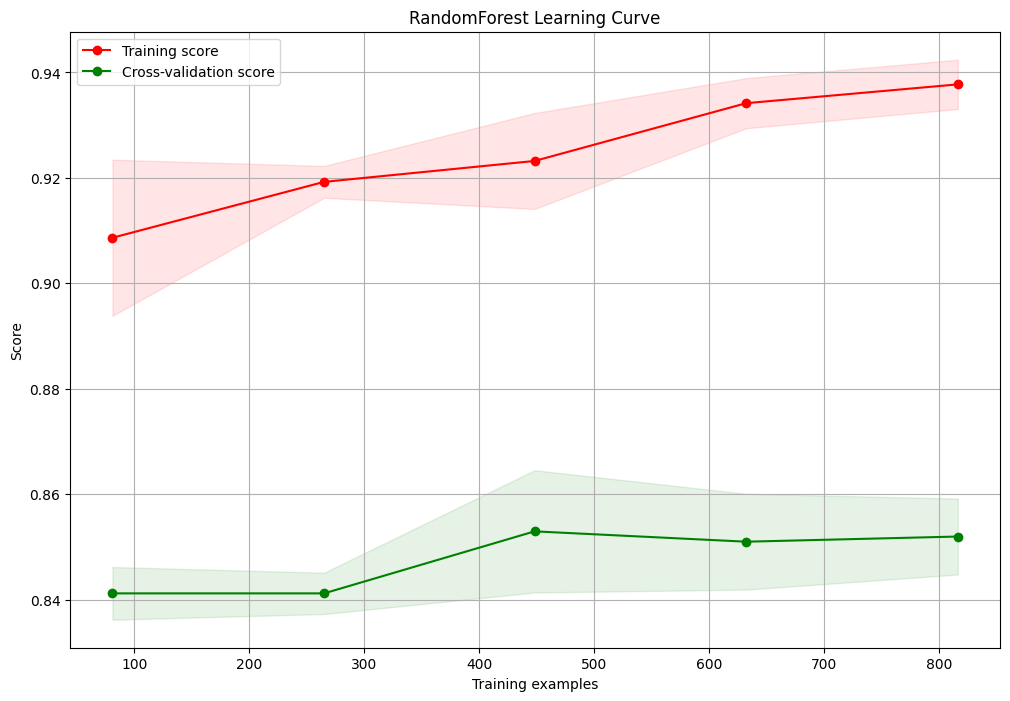 RandomForest Learning Curve
Training score
Cross-validation score
0.94
0.92
0.90
0.88
0.86
0.84
Score
100 200 300 400 500 600 700 800
Training examples